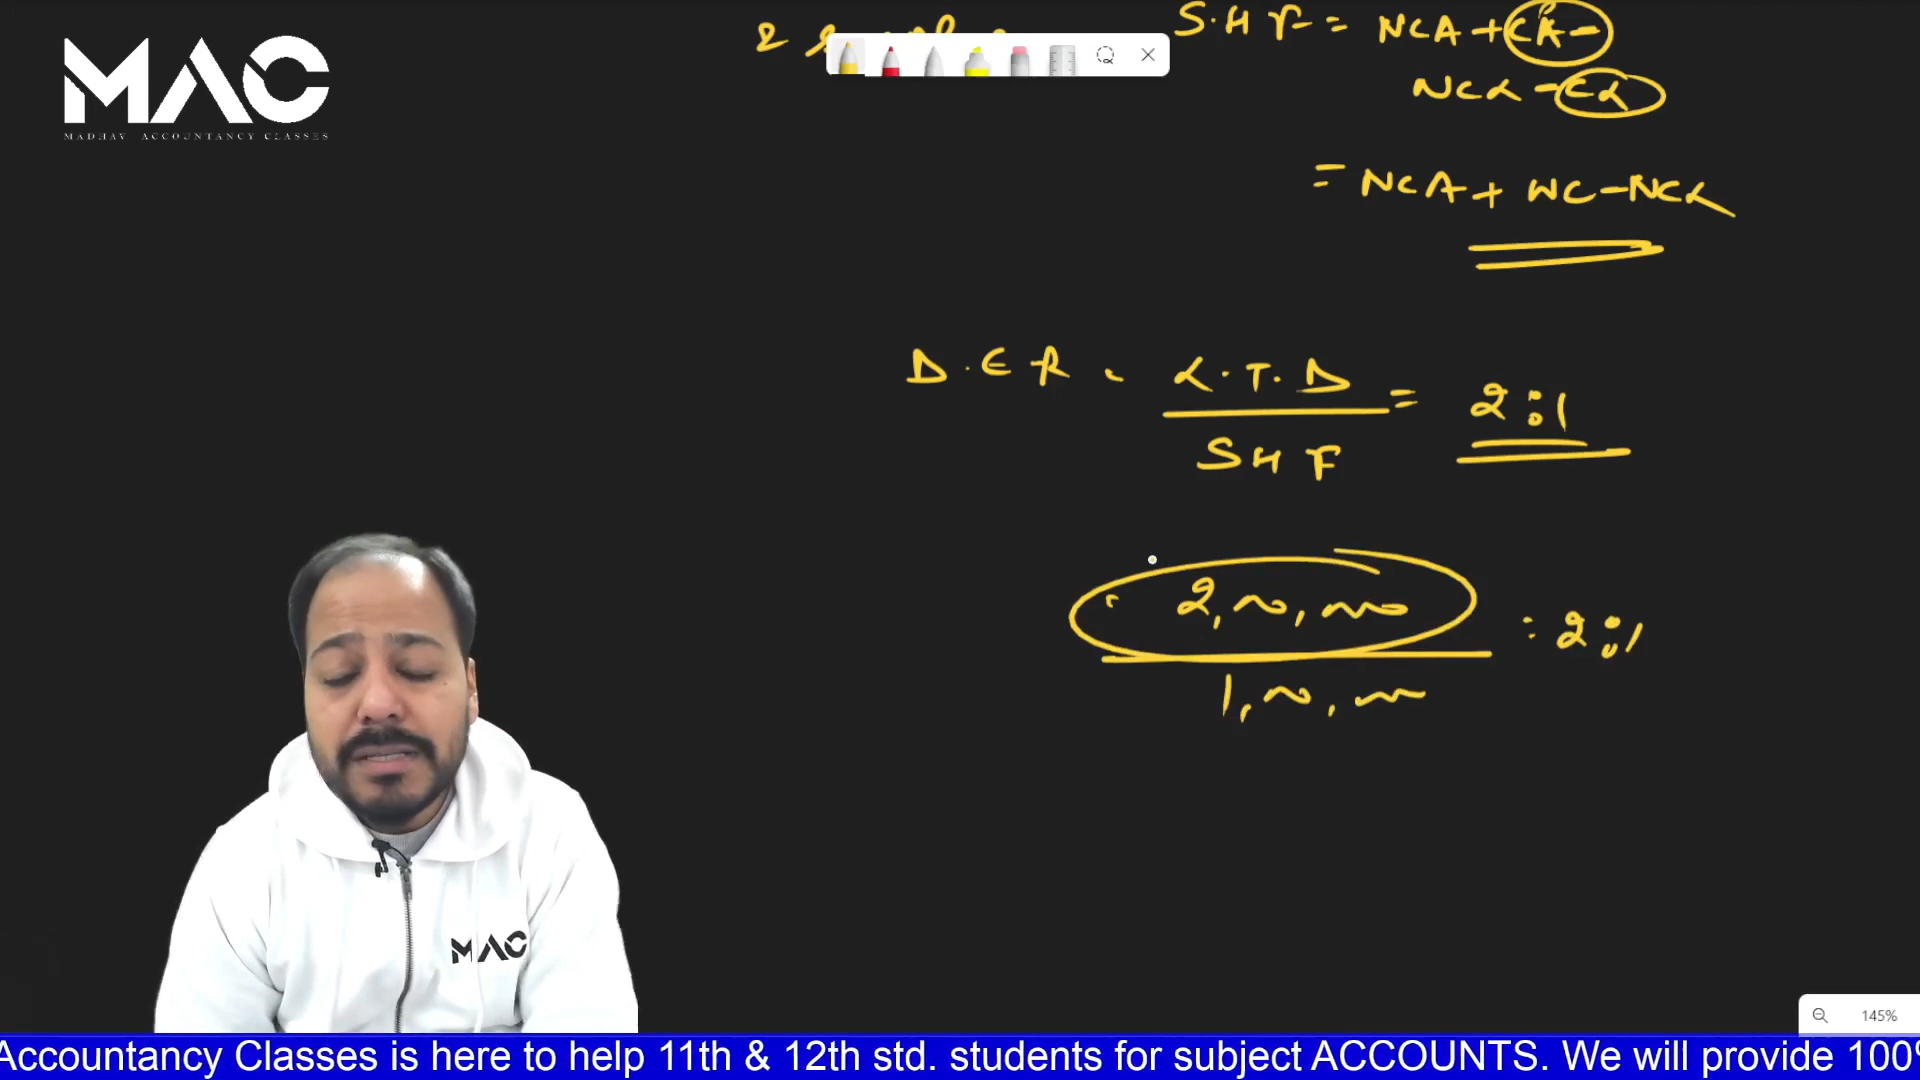 MAC
MADHAV ACCOUNTANCY CLASSES
S.H.F = NCA + CA -
NCL - CL
= NCA + WC - NCL
D.E.R = L.T.D / SHF = 2:1
2,00,000 / 1,00,000 = 2:1
MAC
145%
Accountancy Classes is here to help 11th & 12th std. students for subject ACCOUNTS. We will provide 100%